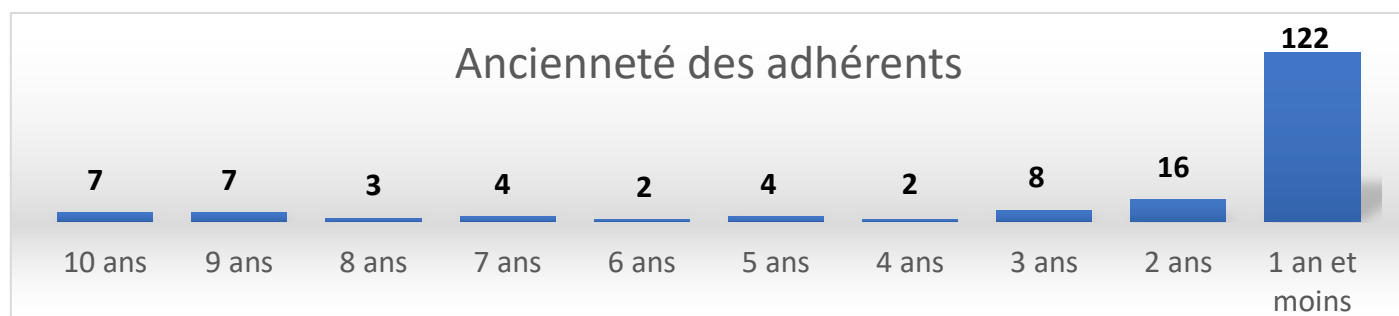 Ancienneté des adhérents
7 7 3 4 2 4 2 8 16 122
10 ans 9 ans 8 ans 7 ans 6 ans 5 ans 4 ans 3 ans 2 ans 1 an et
moins